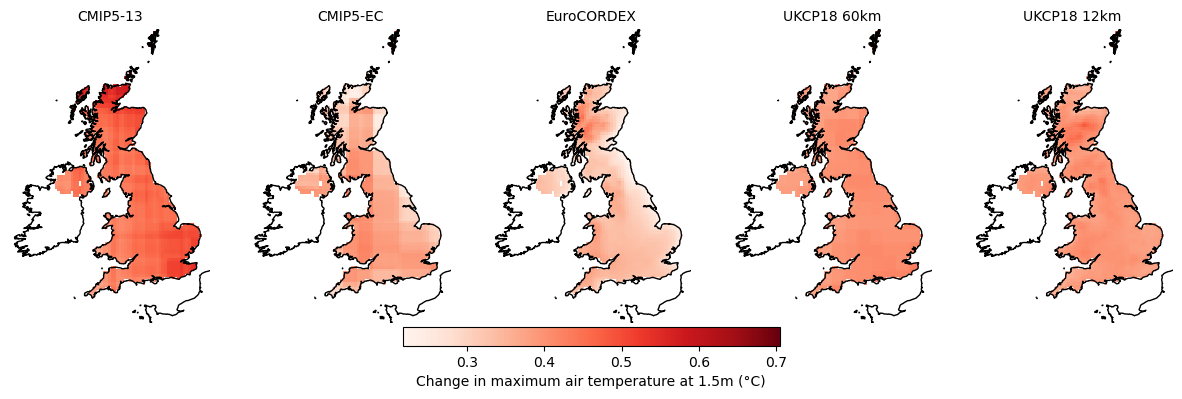 CMIP5-13
CMIP5-EC
EuroCORDEX
UKCP18 60km
UKCP18 12km
0.3
0.4
0.5
0.6
0.7
Change in maximum air temperature at 1.5m (°C)